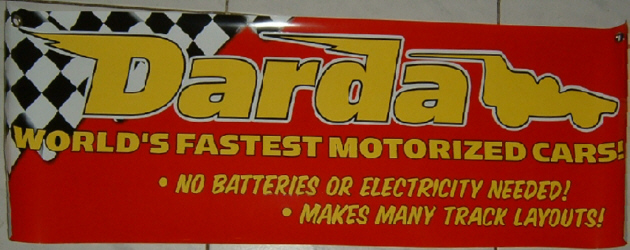 Darda
WORLD'S FASTEST MOTORIZED CARS!
• NO BATTERIES OR ELECTRICITY NEEDED!
• MAKES MANY TRACK LAYOUTS!